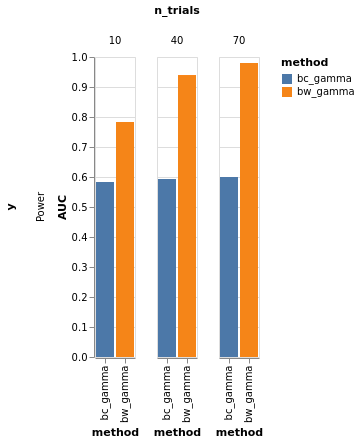 n_trials
10 40 70
method
bc_gamma
bw_gamma
y
Power
AUC
1.0
0.9
0.8
0.7
0.6
0.5
0.4
0.3
0.2
0.1
0.0
bc_gamma bw_gamma bc_gamma bw_gamma bc_gamma bw_gamma
method method method